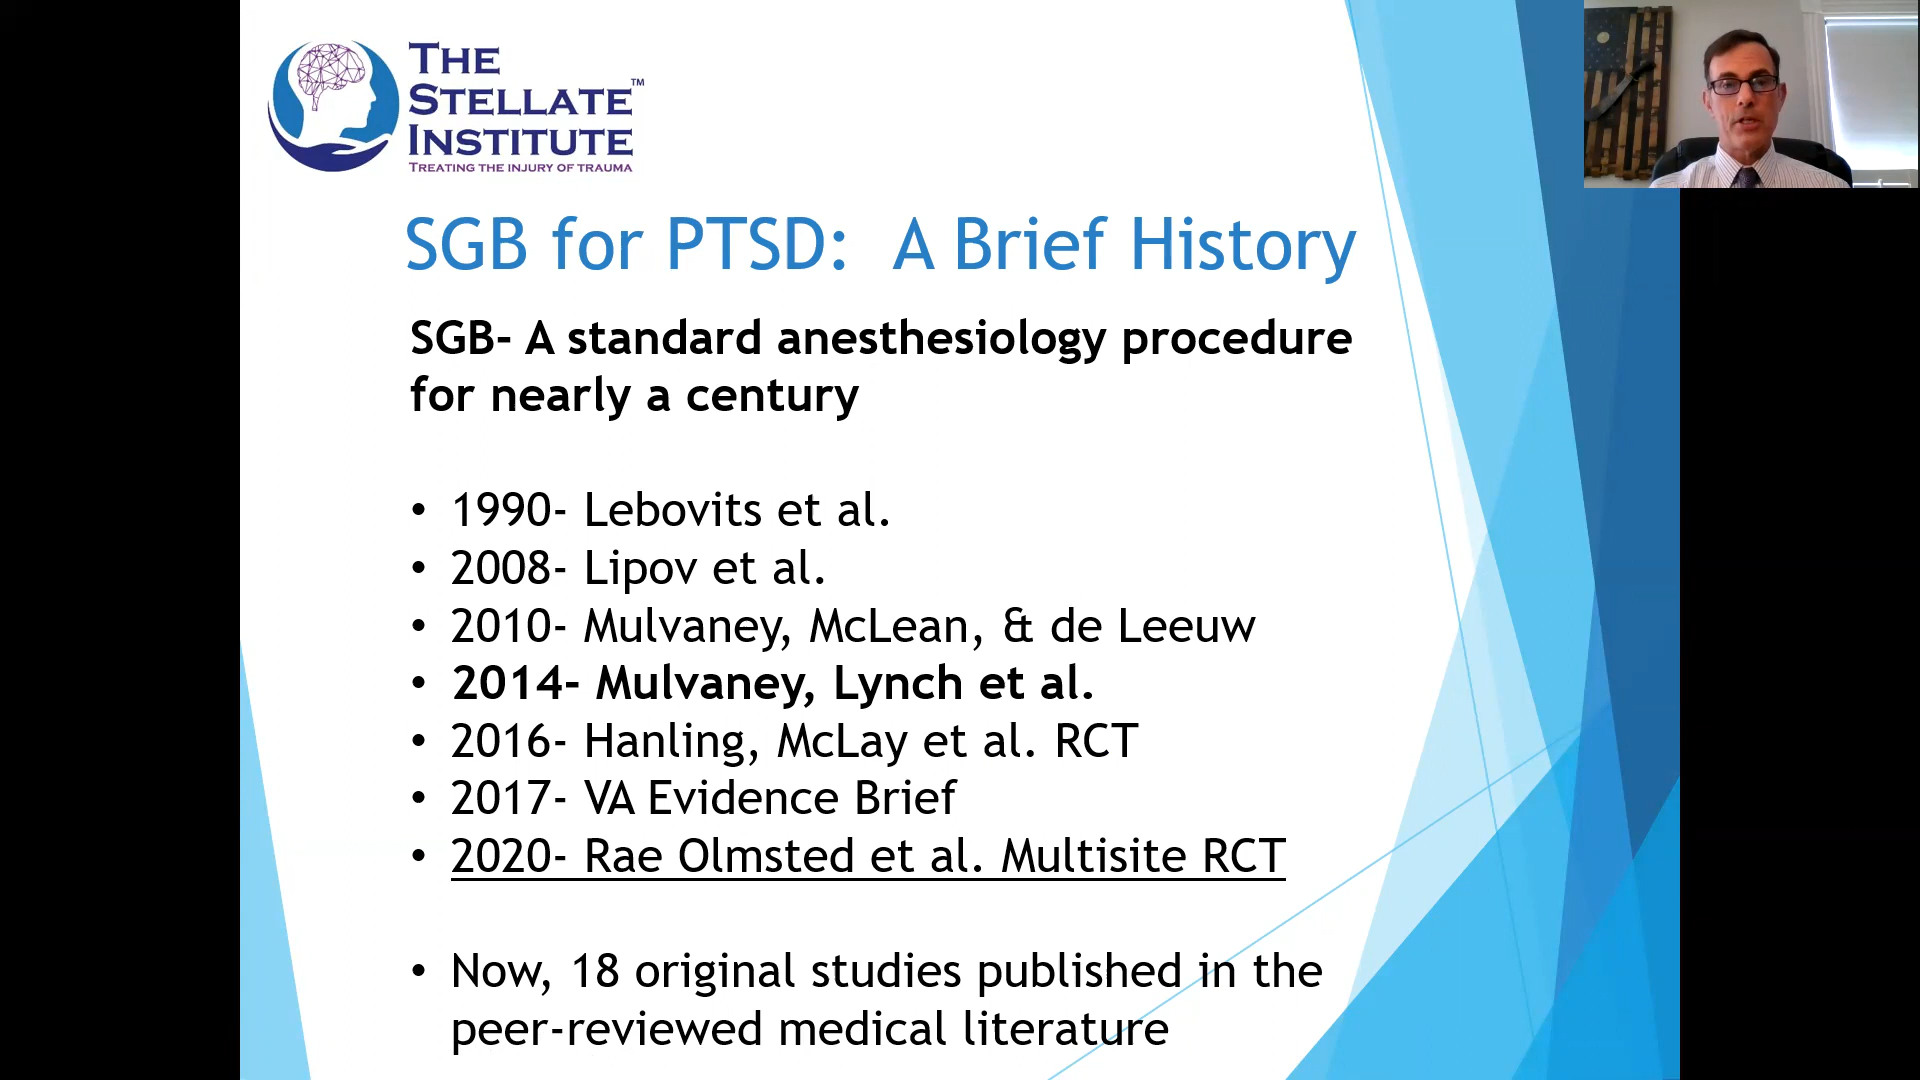 THE
STELLATE™
INSTITUTE
TREATING THE INJURY OF TRAUMA
SGB for PTSD:  A Brief History
SGB- A standard anesthesiology procedure
for nearly a century
• 1990- Lebovits et al.
• 2008- Lipov et al.
• 2010- Mulvaney, McLean, & de Leeuw
• 2014- Mulvaney, Lynch et al.
• 2016- Hanling, McLay et al. RCT
• 2017- VA Evidence Brief
• 2020- Rae Olmsted et al. Multisite RCT
• Now, 18 original studies published in the
peer-reviewed medical literature